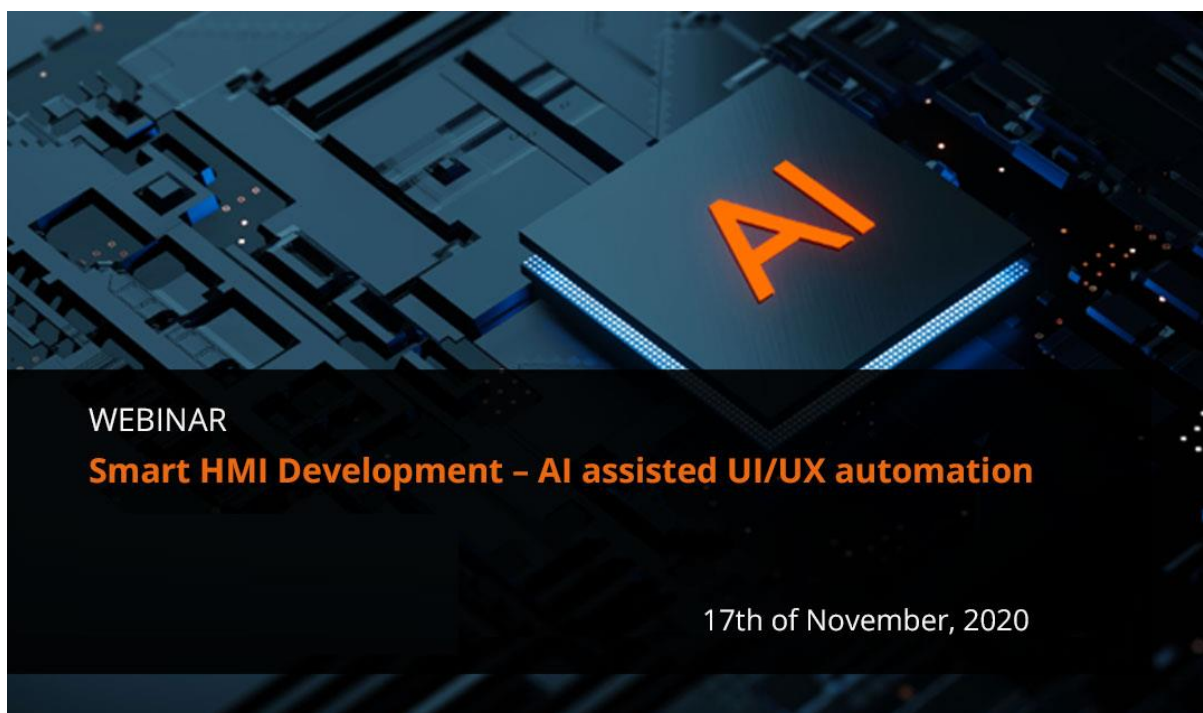 AI
WEBINAR
Smart HMI Development – AI assisted UI/UX automation
17th of November, 2020